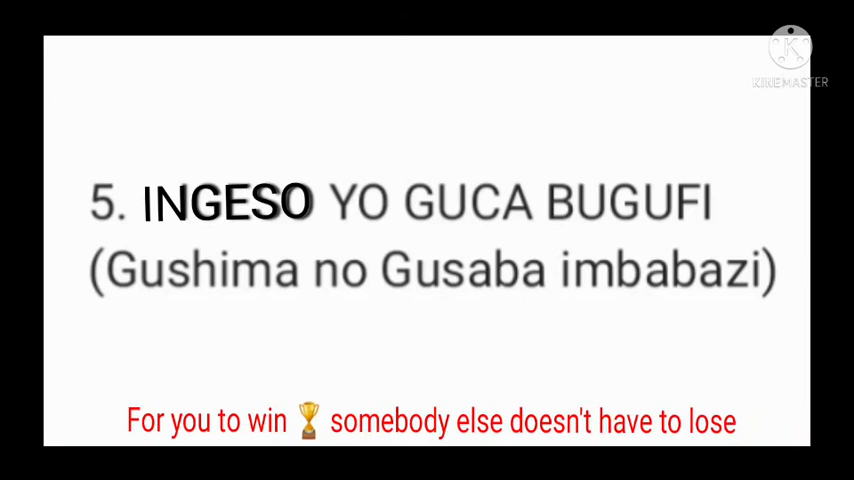 KINEMASTER
5. INGESO YO GUCA BUGUFI
(Gushima no Gusaba imbabazi)
For you to win 🏆 somebody else doesn't have to lose